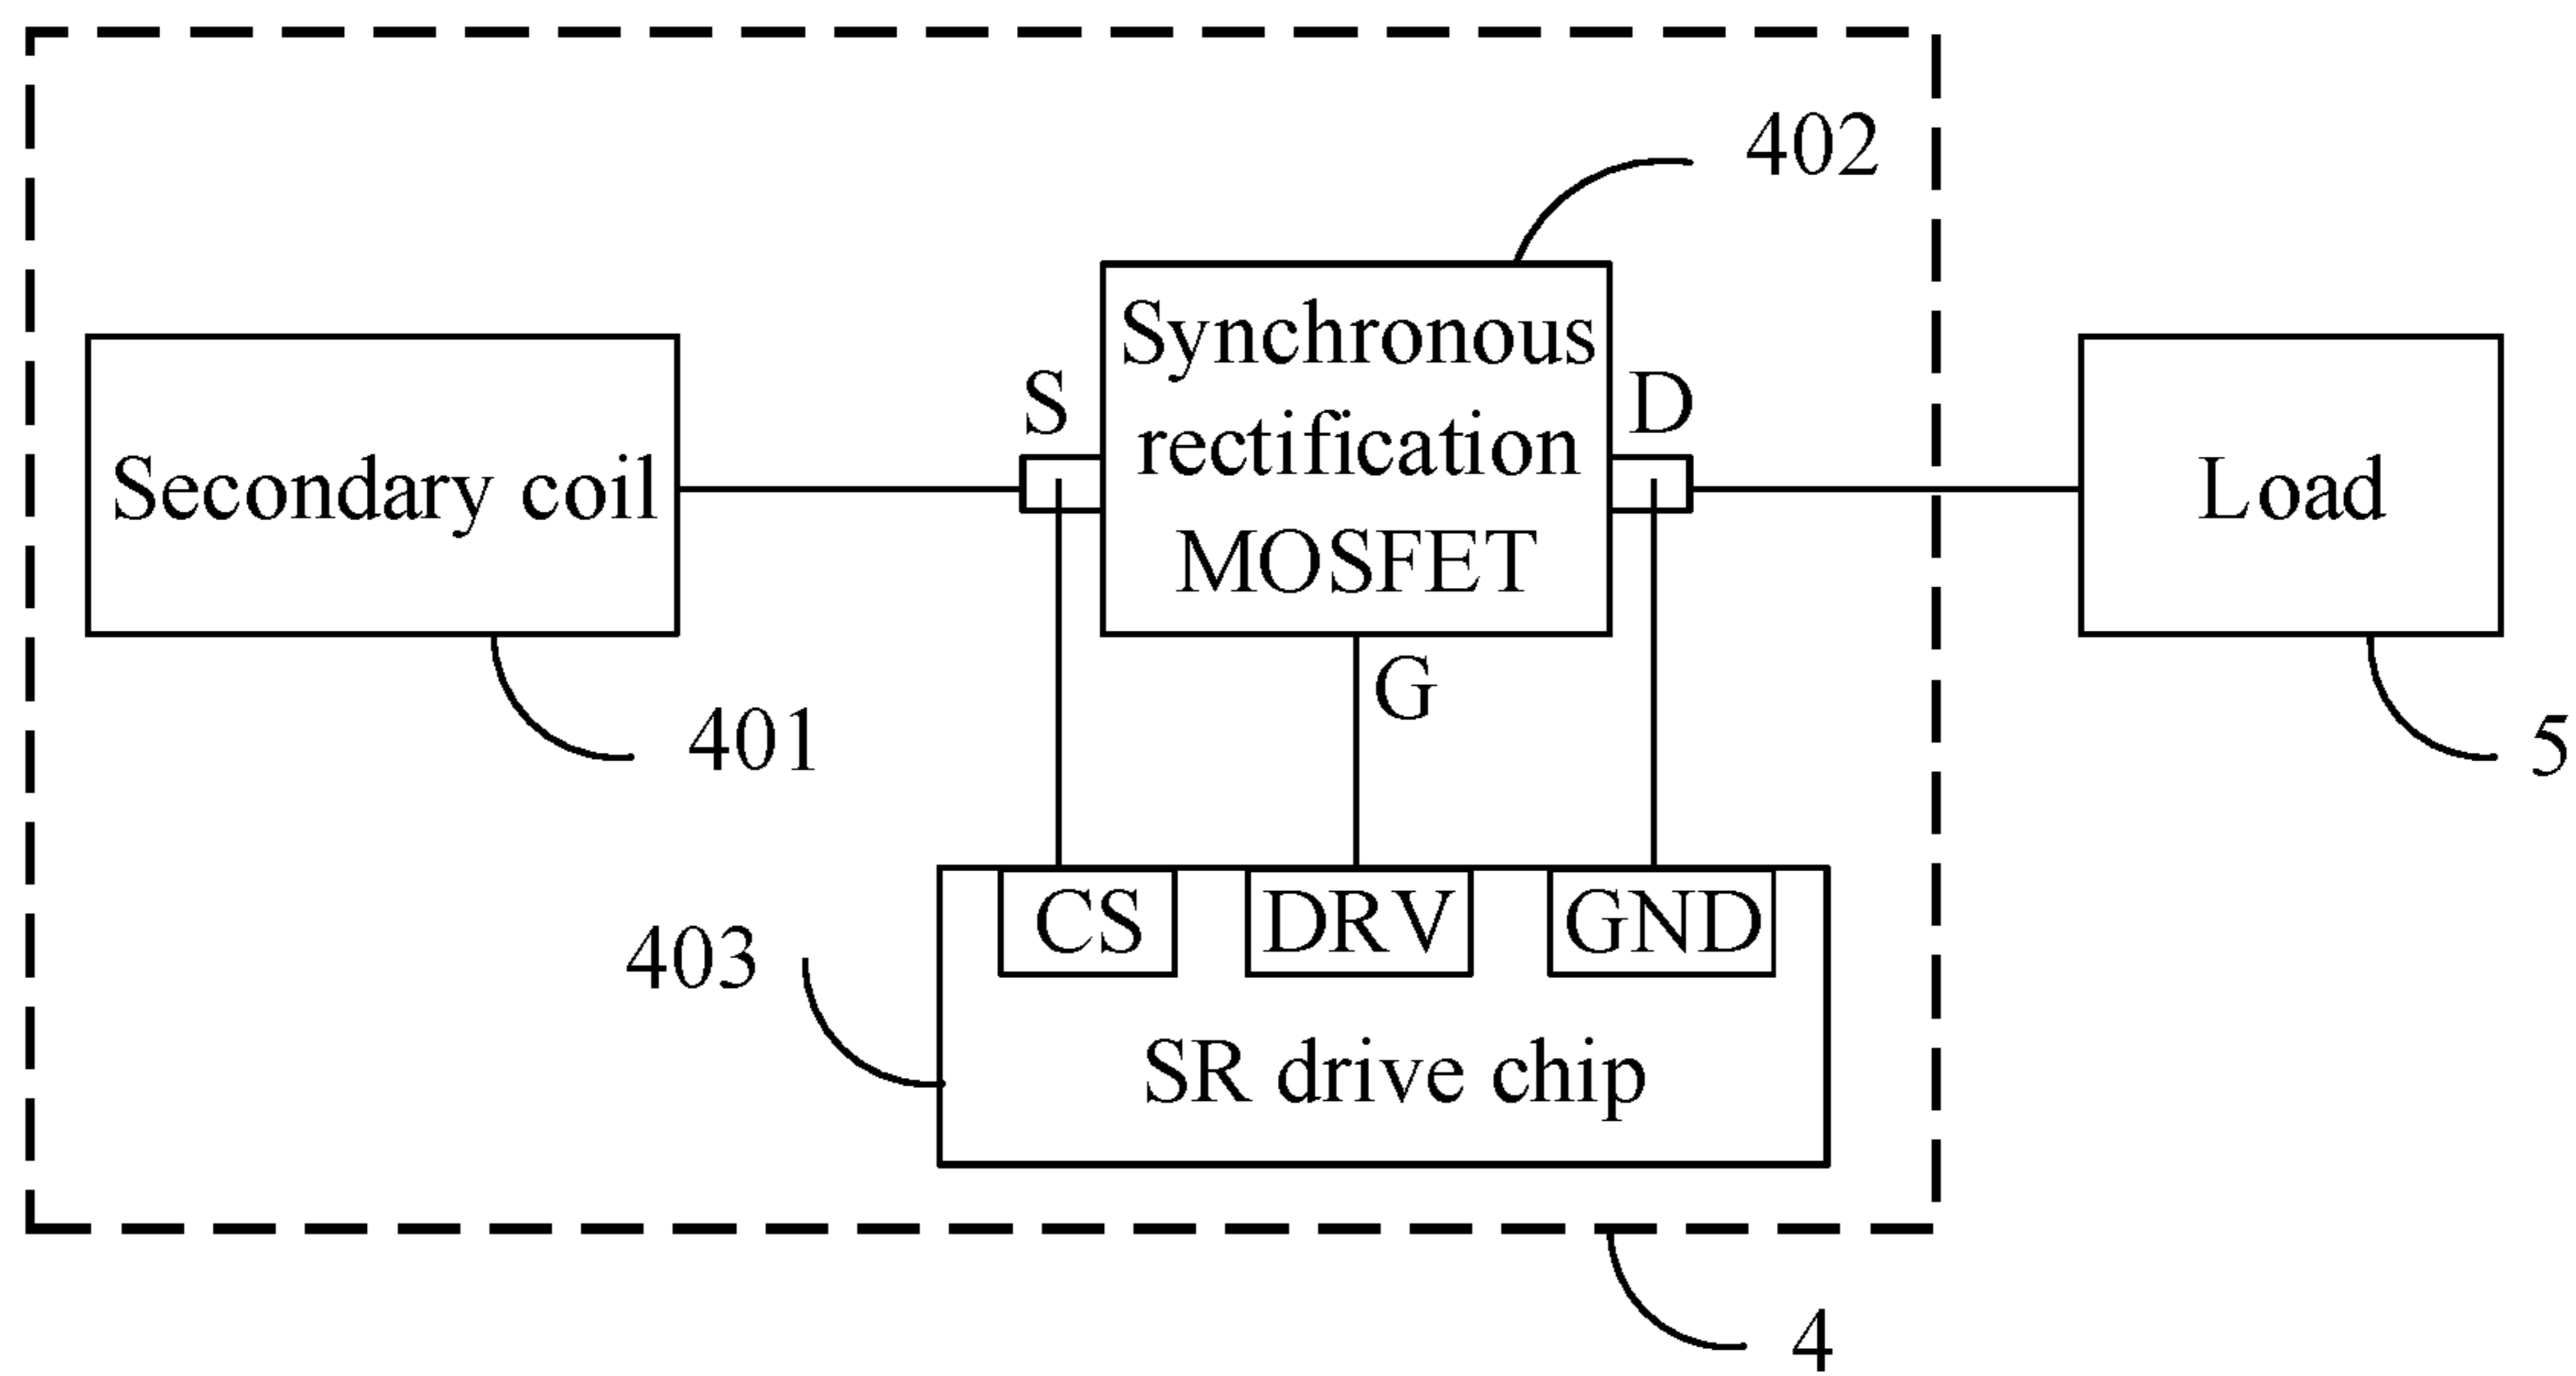 402
Synchronous
rectification
MOSFET
S
D
Secondary coil
Load
G
401
5
CS
DRV
GND
403
SR drive chip
4